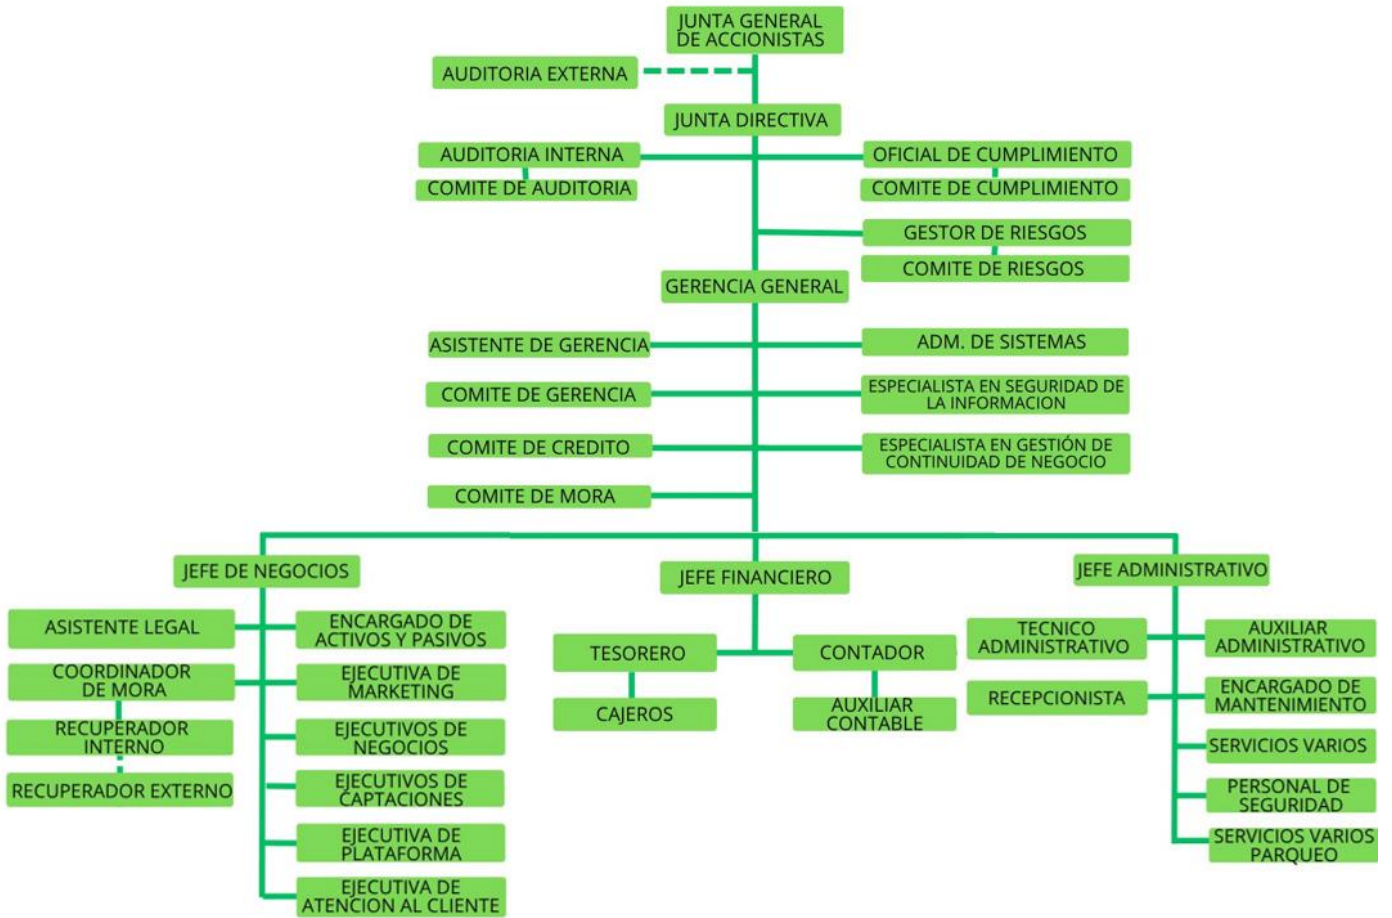 JUNTA GENERAL
DE ACCIONISTAS
AUDITORIA EXTERNA
JUNTA DIRECTIVA
AUDITORIA INTERNA
COMITE DE AUDITORIA
OFICIAL DE CUMPLIMIENTO
COMITE DE CUMPLIMIENTO
GESTOR DE RIESGOS
COMITE DE RIESGOS
GERENCIA GENERAL
ASISTENTE DE GERENCIA
ADM. DE SISTEMAS
COMITE DE GERENCIA
ESPECIALISTA EN SEGURIDAD DE
LA INFORMACION
COMITE DE CREDITO
ESPECIALISTA EN GESTIÓN DE
CONTINUIDAD DE NEGOCIO
COMITE DE MORA
JEFE DE NEGOCIOS
ASISTENTE LEGAL
COORDINADOR
DE MORA
RECUPERADOR
INTERNO
RECUPERADOR EXTERNO
ENCARGADO DE
ACTIVOS Y PASIVOS
EJECUTIVA DE
MARKETING
EJECUTIVOS DE
NEGOCIOS
EJECUTIVOS DE
CAPTACIONES
EJECUTIVA DE
PLATAFORMA
EJECUTIVA DE
ATENCION AL CLIENTE
JEFE FINANCIERO
TESORERO
CAJEROS
CONTADOR
AUXILIAR
CONTABLE
JEFE ADMINISTRATIVO
TECNICO
ADMINISTRATIVO
RECEPCIONISTA
AUXILIAR
ADMINISTRATIVO
ENCARGADO DE
MANTENIMIENTO
SERVICIOS VARIOS
PERSONAL DE
SEGURIDAD
SERVICIOS VARIOS
PARQUEO